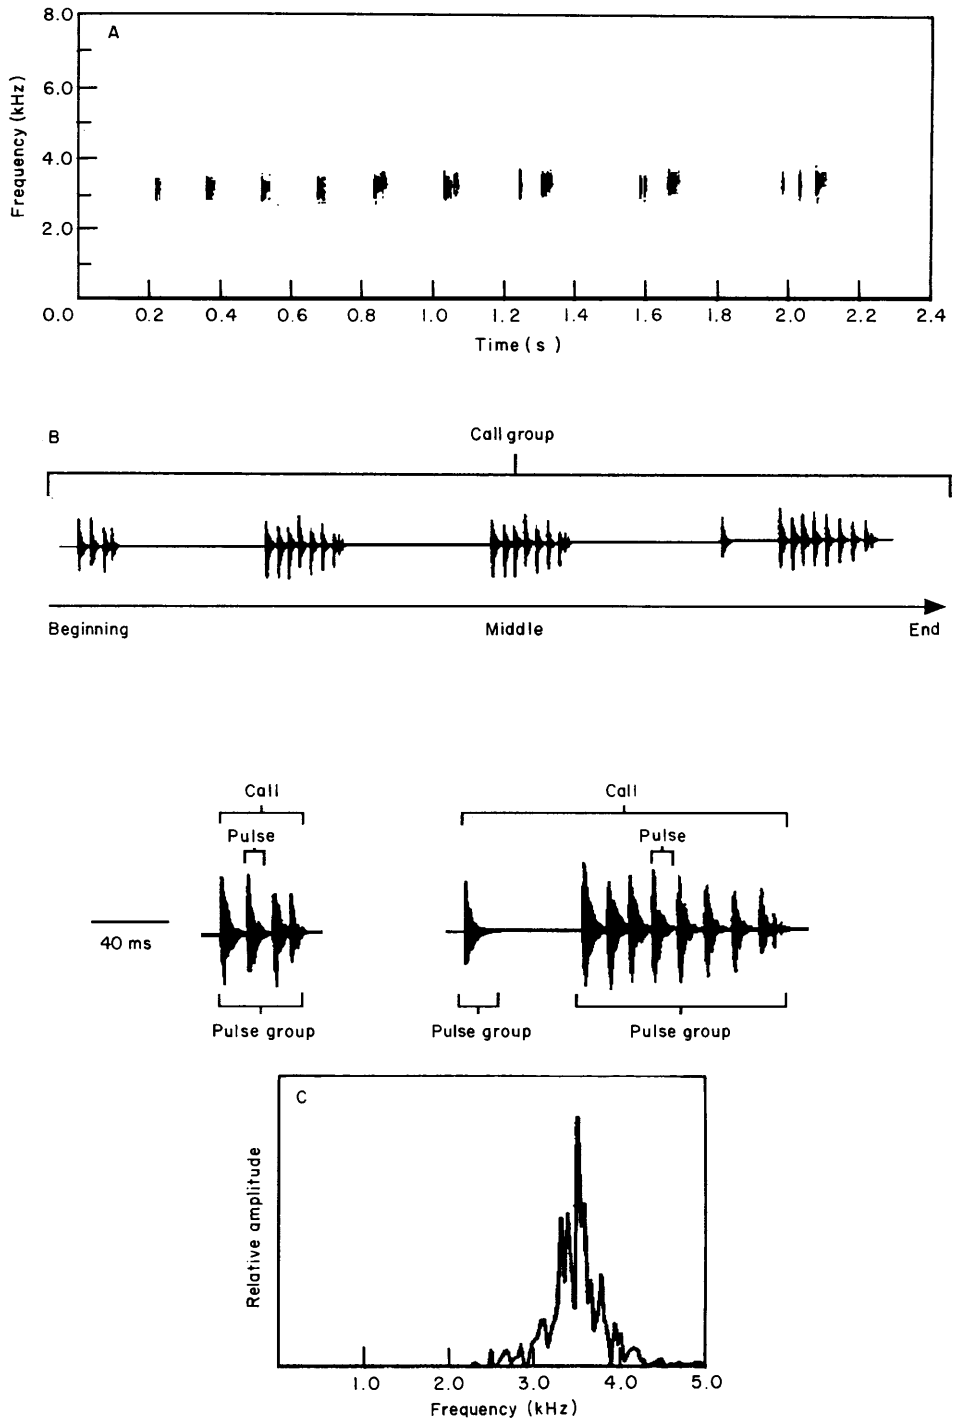 8.0
A
6.0
4.0
2.0
Frequency (kHz)
0.0 0.2 0.4 0.6 0.8 1.0 1.2 1.4 1.6 1.8 2.0 2.2 2.4
Time (s)
B
Call group
Beginning Middle End
Call Call
Pulse Pulse
40 ms
Pulse group Pulse group Pulse group
C
Relative amplitude
1.0 2.0 3.0 4.0 5.0
Frequency (kHz)